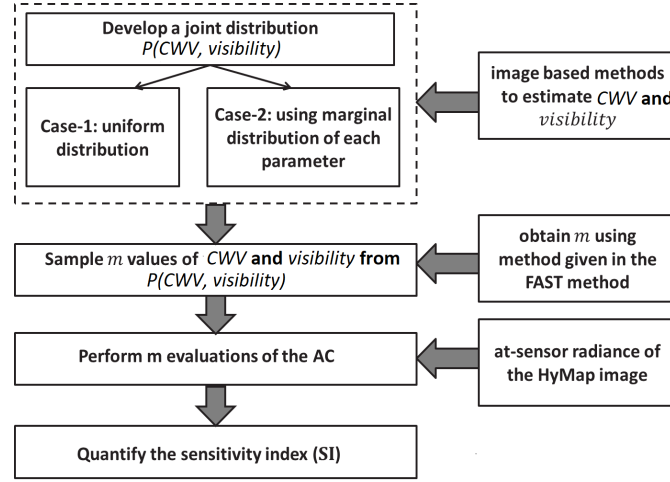 Develop a joint distribution
P(CWV, visibility)
Case-1: uniform
distribution
Case-2: using marginal
distribution of each
parameter
image based methods
to estimate CWV and
visibility
Sample m values of CWV and visibility from
P(CWV, visibility)
obtain m using
method given in the
FAST method
Perform m evaluations of the AC
at-sensor radiance of
the HyMap image
Quantify the sensitivity index (SI)